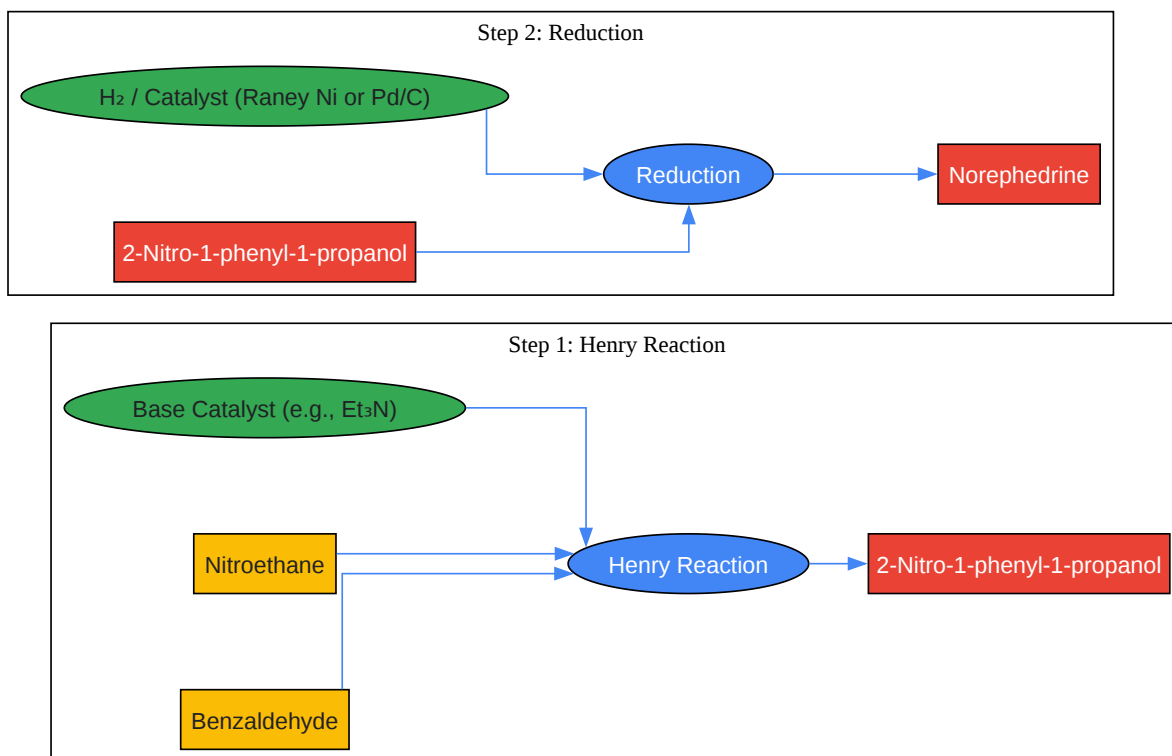 Step 2: Reduction
H₂ / Catalyst (Raney Ni or Pd/C)
Reduction
Norephedrine
2-Nitro-1-phenyl-1-propanol
Step 1: Henry Reaction
Base Catalyst (e.g., Et₃N)
Nitroethane
Henry Reaction
2-Nitro-1-phenyl-1-propanol
Benzaldehyde